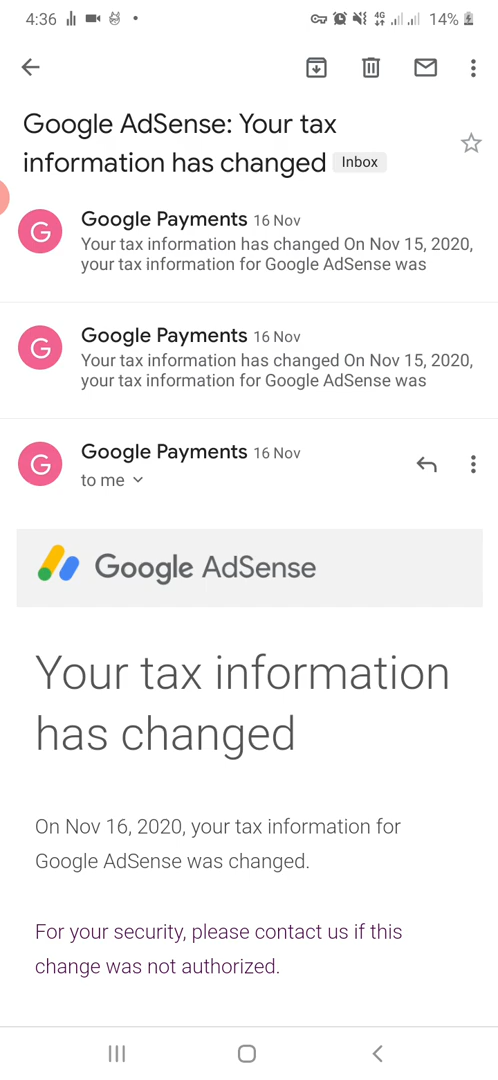 4:36
4G 14%
Google AdSense: Your tax
information has changed Inbox
G
Google Payments 16 Nov
Your tax information has changed On Nov 15, 2020,
your tax information for Google AdSense was
G
Google Payments 16 Nov
Your tax information has changed On Nov 15, 2020,
your tax information for Google AdSense was
G
Google Payments 16 Nov
to me
Google AdSense
Your tax information
has changed
On Nov 16, 2020, your tax information for
Google AdSense was changed.
For your security, please contact us if this
change was not authorized.